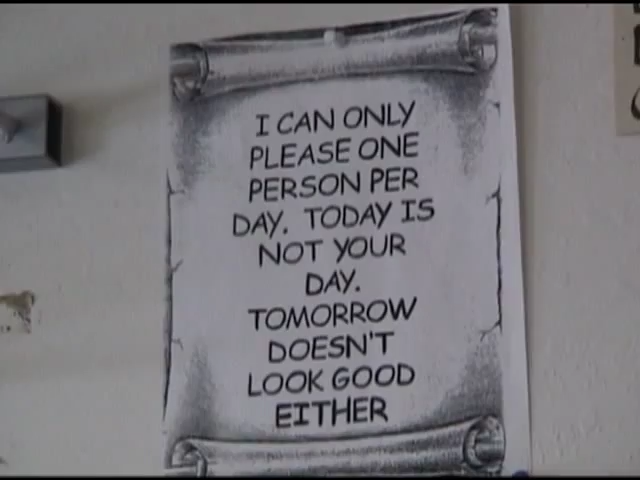 I CAN ONLY
PLEASE ONE
PERSON PER
DAY. TODAY IS
NOT YOUR
DAY.
TOMORROW
DOESN'T
LOOK GOOD
EITHER